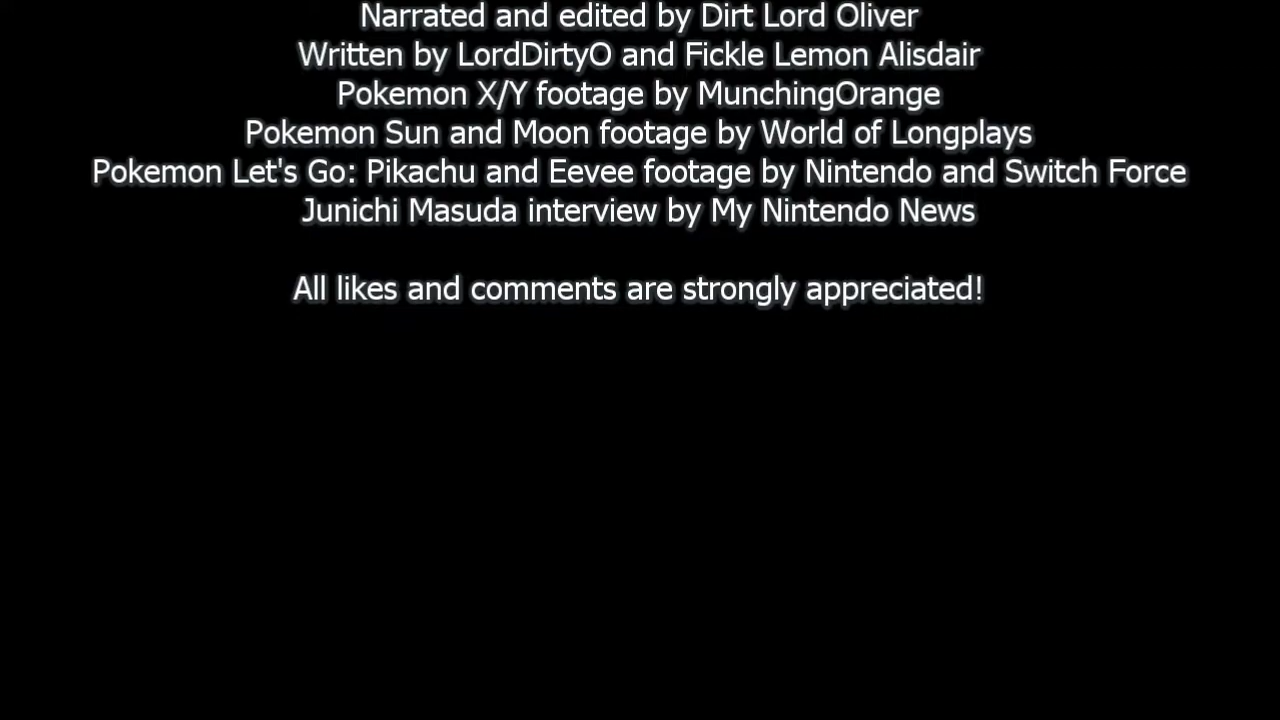 Narrated and edited by Dirt Lord Oliver
Written by LordDirtyO and Fickle Lemon Alisdair
Pokemon X/Y footage by MunchingOrange
Pokemon Sun and Moon footage by World of Longplays
Pokemon Let's Go: Pikachu and Eevee footage by Nintendo and Switch Force
Junichi Masuda interview by My Nintendo News
All likes and comments are strongly appreciated!